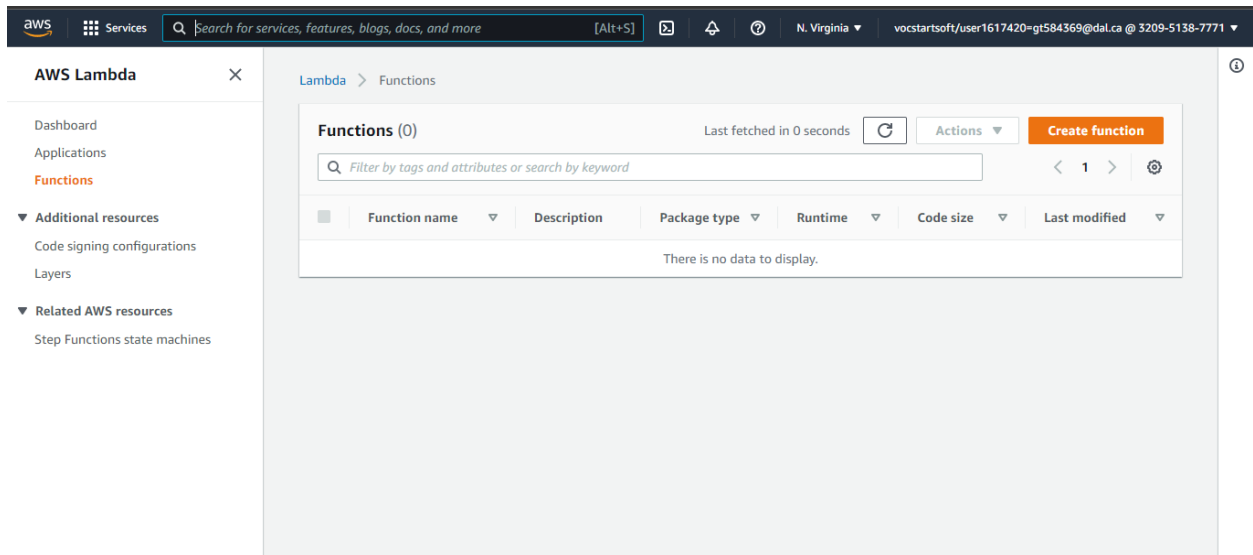 aws Services Search for services, features, blogs, docs, and more [Alt+S] N. Virginia vocstartsoft/user1617420=gt584369@dal.ca @ 3209-5138-7771
AWS Lambda
Dashboard
Applications
Functions
Additional resources
Code signing configurations
Layers
Related AWS resources
Step Functions state machines
Lambda > Functions
Functions (0) Last fetched in 0 seconds Actions Create function
Filter by tags and attributes or search by keyword < 1 >
Function name Description Package type Runtime Code size Last modified
There is no data to display.